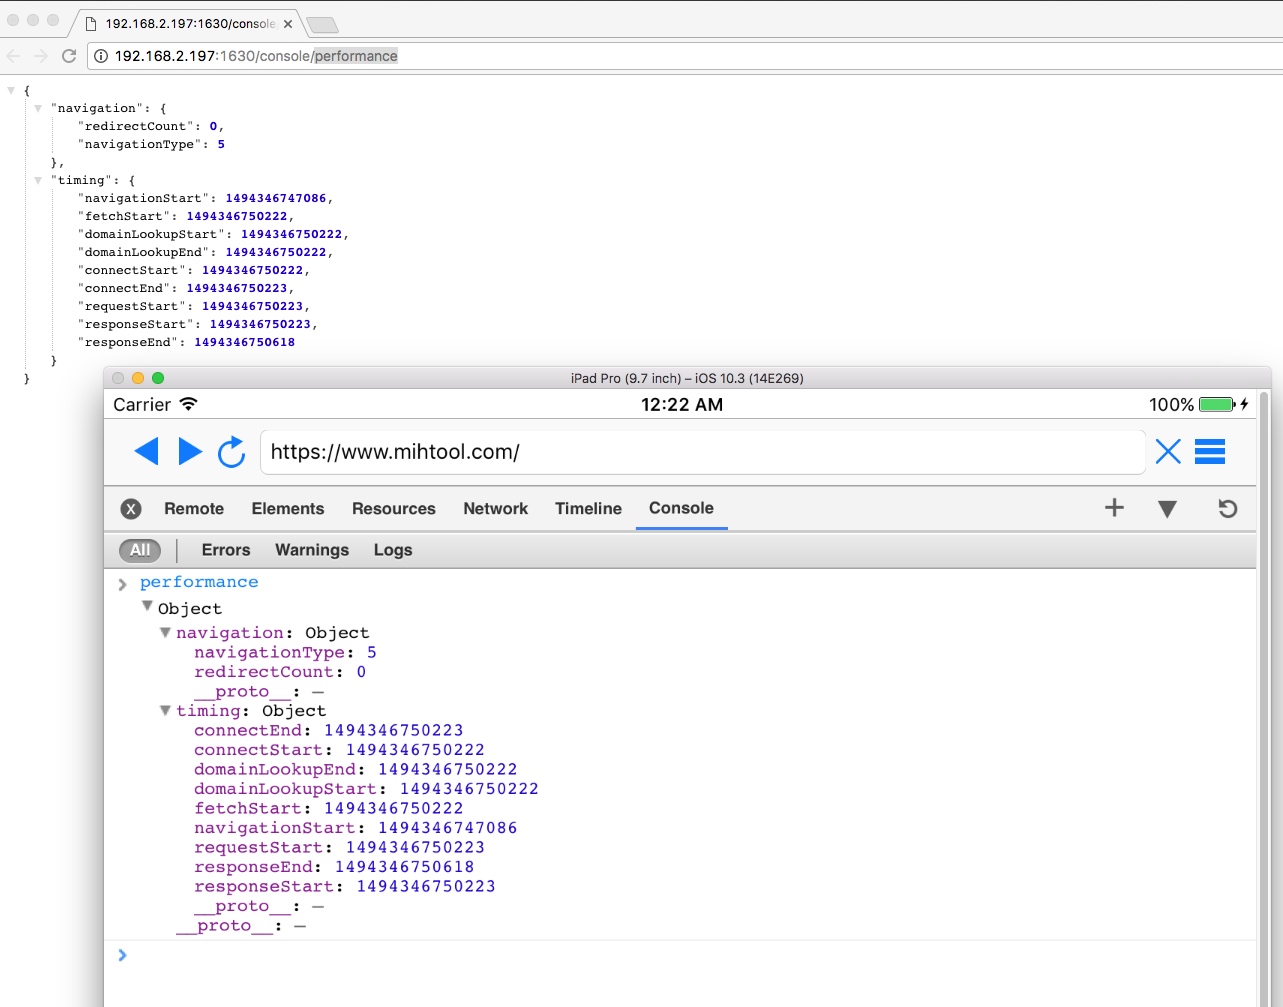 192.168.2.197:1630/console
192.168.2.197:1630/console/performance
{
"navigation": {
"redirectCount": 0,
"navigationType": 5
},
"timing": {
"navigationStart": 1494346747086,
"fetchStart": 1494346750222,
"domainLookupStart": 1494346750222,
"domainLookupEnd": 1494346750222,
"connectStart": 1494346750222,
"connectEnd": 1494346750223,
"requestStart": 1494346750223,
"responseStart": 1494346750223,
"responseEnd": 1494346750618
}
}
iPad Pro (9.7 inch) – iOS 10.3 (14E269)
Carrier 12:22 AM 100%
https://www.mihtool.com/
X Remote Elements Resources Network Timeline Console
All Errors Warnings Logs
performance
Object
navigation: Object
navigationType: 5
redirectCount: 0
__proto__: –
timing: Object
connectEnd: 1494346750223
connectStart: 1494346750222
domainLookupEnd: 1494346750222
domainLookupStart: 1494346750222
fetchStart: 1494346750222
navigationStart: 1494346747086
requestStart: 1494346750223
responseEnd: 1494346750618
responseStart: 1494346750223
__proto__: –
__proto__: –